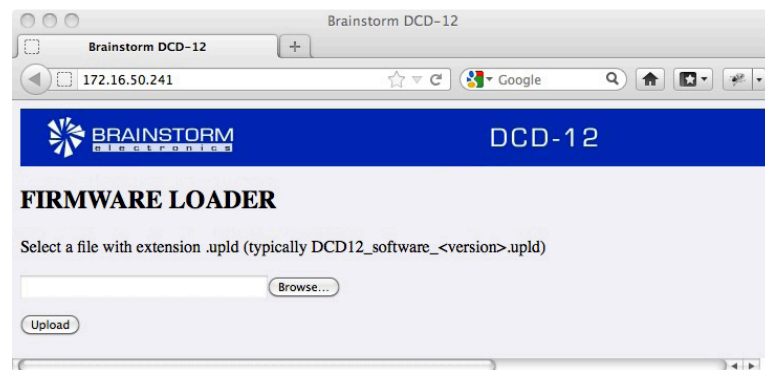 Brainstorm DCD-12
Brainstorm DCD-12
172.16.50.241
Google
BRAINSTORM
electronics
DCD-12
FIRMWARE LOADER
Select a file with extension .upld (typically DCD12_software_<version>.upld)
Browse...
Upload